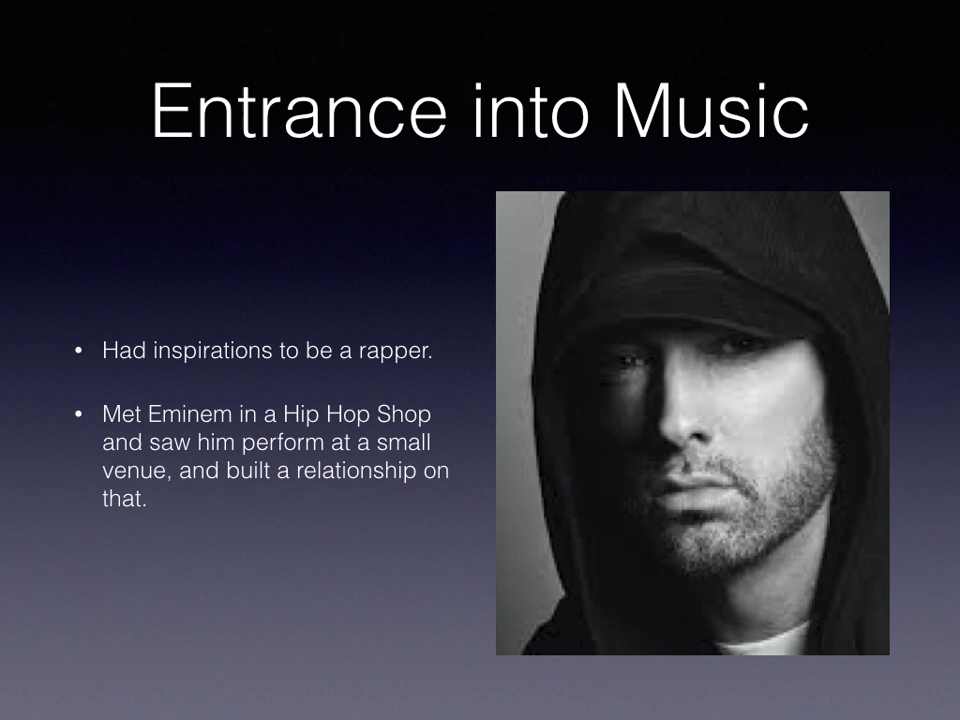 Entrance into Music
• Had inspirations to be a rapper.
• Met Eminem in a Hip Hop Shop
and saw him perform at a small
venue, and built a relationship on
that.